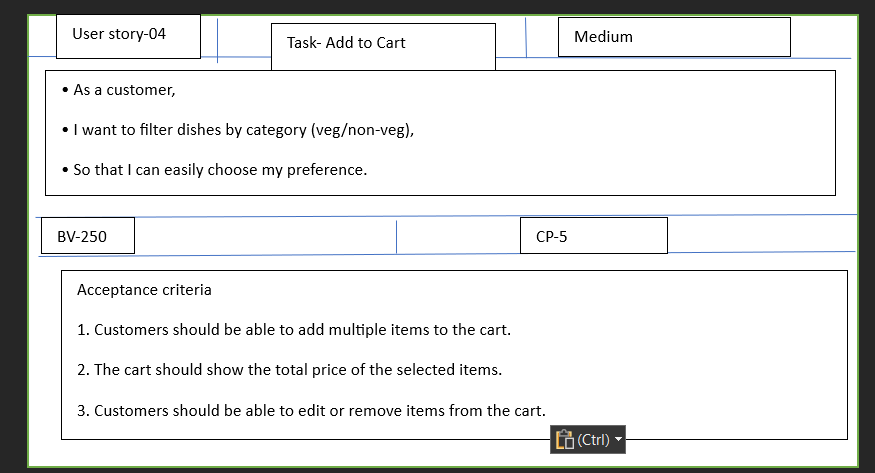 User story-04
Task- Add to Cart
Medium
• As a customer,
• I want to filter dishes by category (veg/non-veg),
• So that I can easily choose my preference.
BV-250
CP-5
Acceptance criteria
1. Customers should be able to add multiple items to the cart.
2. The cart should show the total price of the selected items.
3. Customers should be able to edit or remove items from the cart.
(Ctrl)